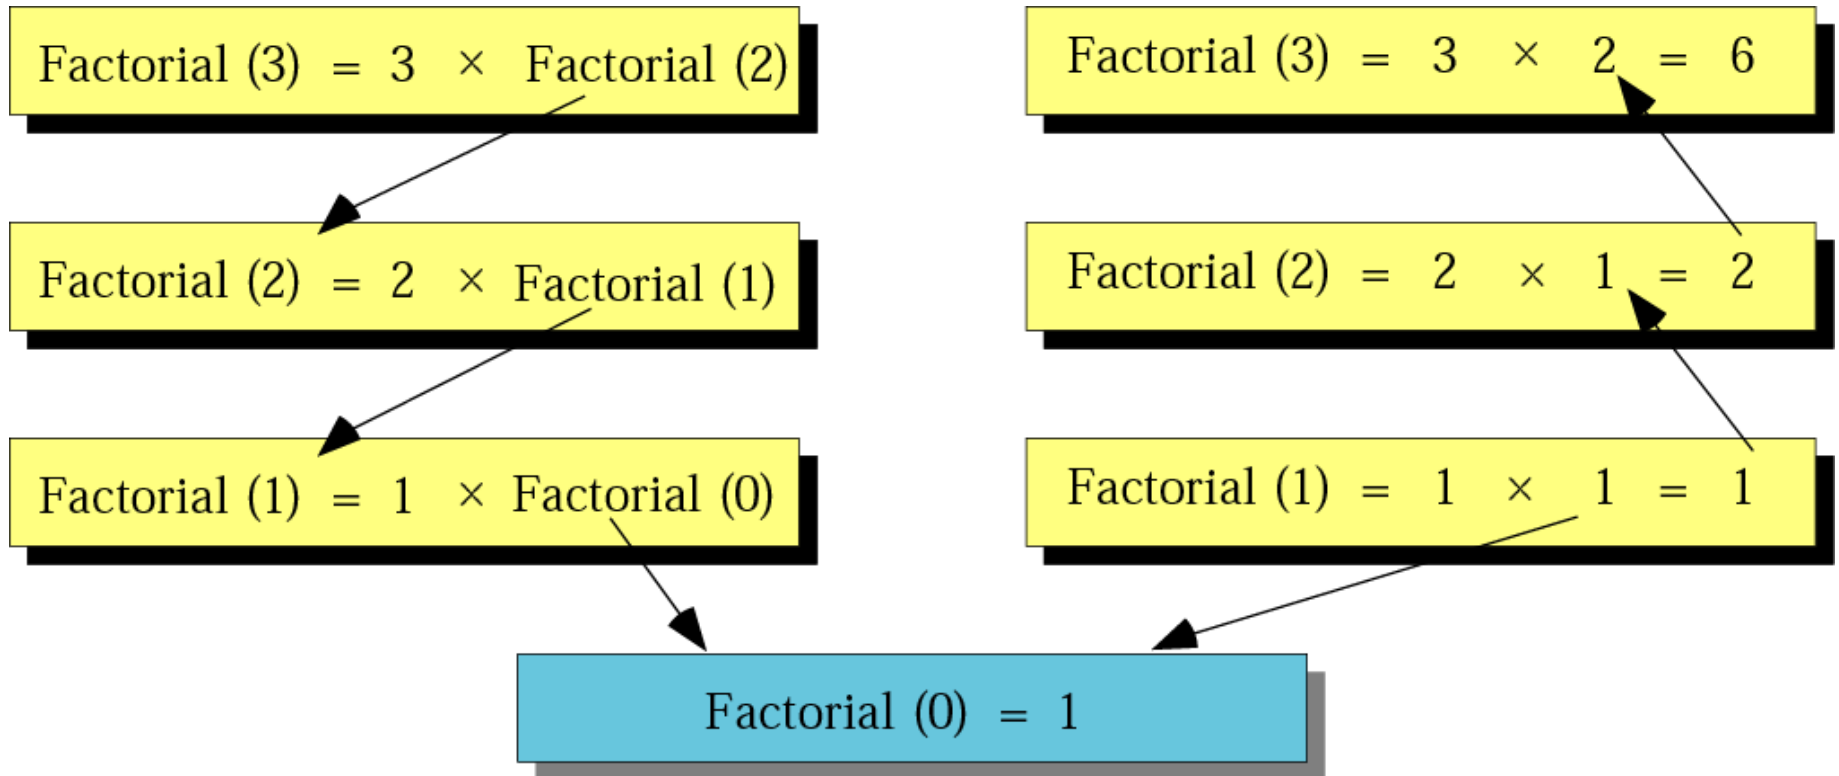 Factorial (3) = 3 × Factorial (2)
Factorial (2) = 2 × Factorial (1)
Factorial (1) = 1 × Factorial (0)
Factorial (0) = 1
Factorial (3) = 3 × 2 = 6
Factorial (2) = 2 × 1 = 2
Factorial (1) = 1 × 1 = 1